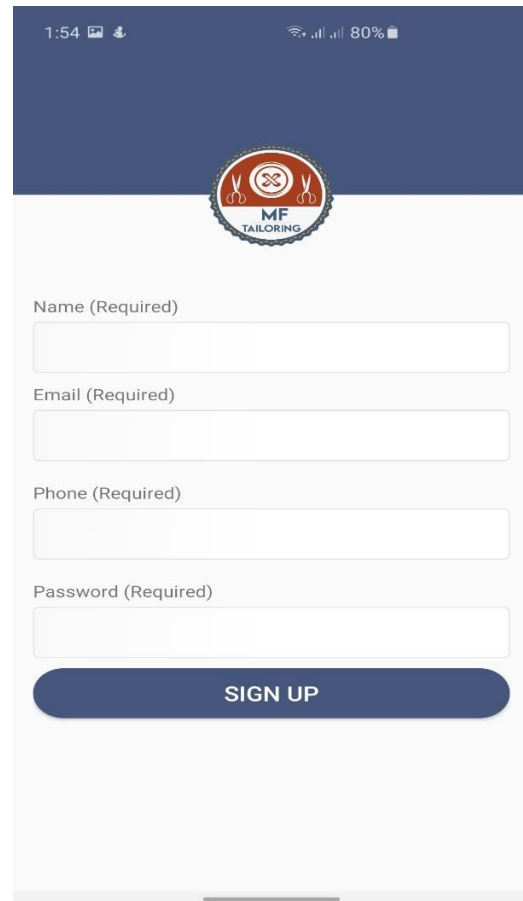 1:54
80%
MF
TAILORING
Name (Required)
Email (Required)
Phone (Required)
Password (Required)
SIGN UP